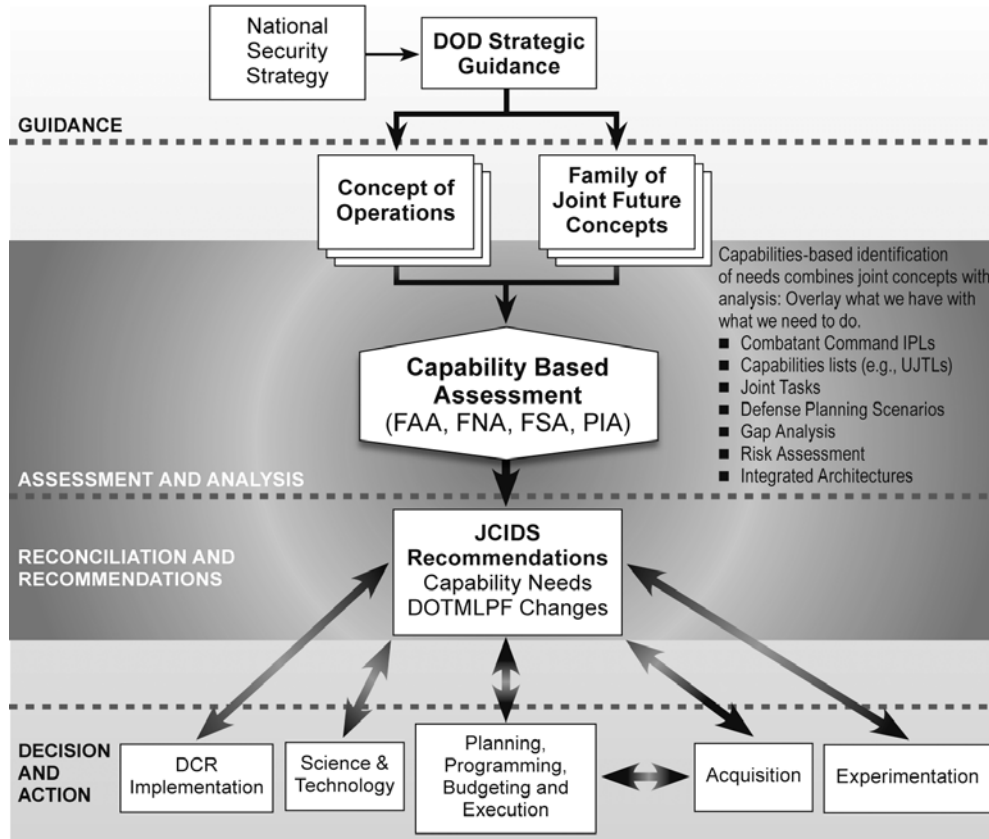 National
Security
Strategy
DOD Strategic
Guidance
GUIDANCE
Concept of
Operations
Family of
Joint Future
Concepts
Capabilities-based identification
of needs combines joint concepts with
analysis: Overlay what we have with
what we need to do.
■ Combatant Command IPLs
■ Capabilities lists (e.g., UJTLs)
■ Joint Tasks
■ Defense Planning Scenarios
■ Gap Analysis
■ Risk Assessment
■ Integrated Architectures
Capability Based
Assessment
(FAA, FNA, FSA, PIA)
ASSESSMENT AND ANALYSIS
RECONCILIATION AND
RECOMMENDATIONS
JCIDS
Recommendations
Capability Needs
DOTMLPF Changes
DECISION
AND
ACTION
DCR
Implementation
Science &
Technology
Planning,
Programming,
Budgeting and
Execution
Acquisition
Experimentation